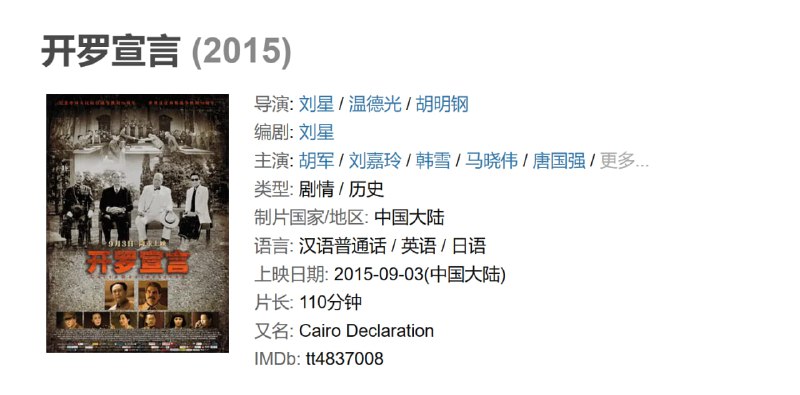 开罗宣言 (2015)
导演: 刘星 / 温德光 / 胡明钢
编剧: 刘星
主演: 胡军 / 刘嘉玲 / 韩雪 / 马晓伟 / 唐国强 / 更多...
类型: 剧情 / 历史
制片国家/地区: 中国大陆
语言: 汉语普通话 / 英语 / 日语
上映日期: 2015-09-03(中国大陆)
片长: 110分钟
又名: Cairo Declaration
IMDb: tt4837008
9月3日
开罗宣言